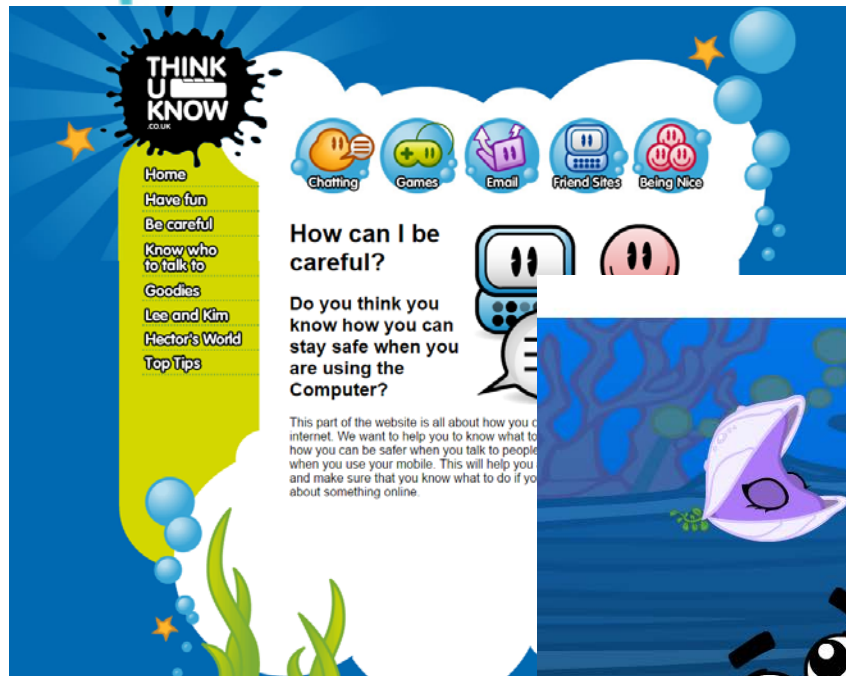 THINK
U
KNOW
.CO.UK
Home
Have fun
Be careful
Know who
to talk to
Goodies
Lee and Kim
Hector's World
Top Tips
Chatting
Games
Email
Friend Sites
Being Nice
How can I be
careful?
Do you think you
know how you can
stay safe when you
are using the
Computer?
This part of the website is all about how you
internet. We want to help you to know what to
how you can be safer when you talk to people
when you use your mobile. This will help you
and make sure that you know what to do if yo
about something online.